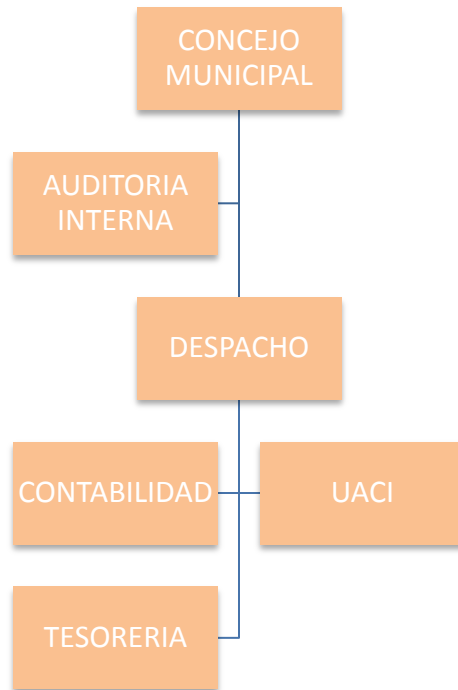 CONCEJO
MUNICIPAL
AUDITORIA
INTERNA
DESPACHO
CONTABILIDAD
UACI
TESORERIA